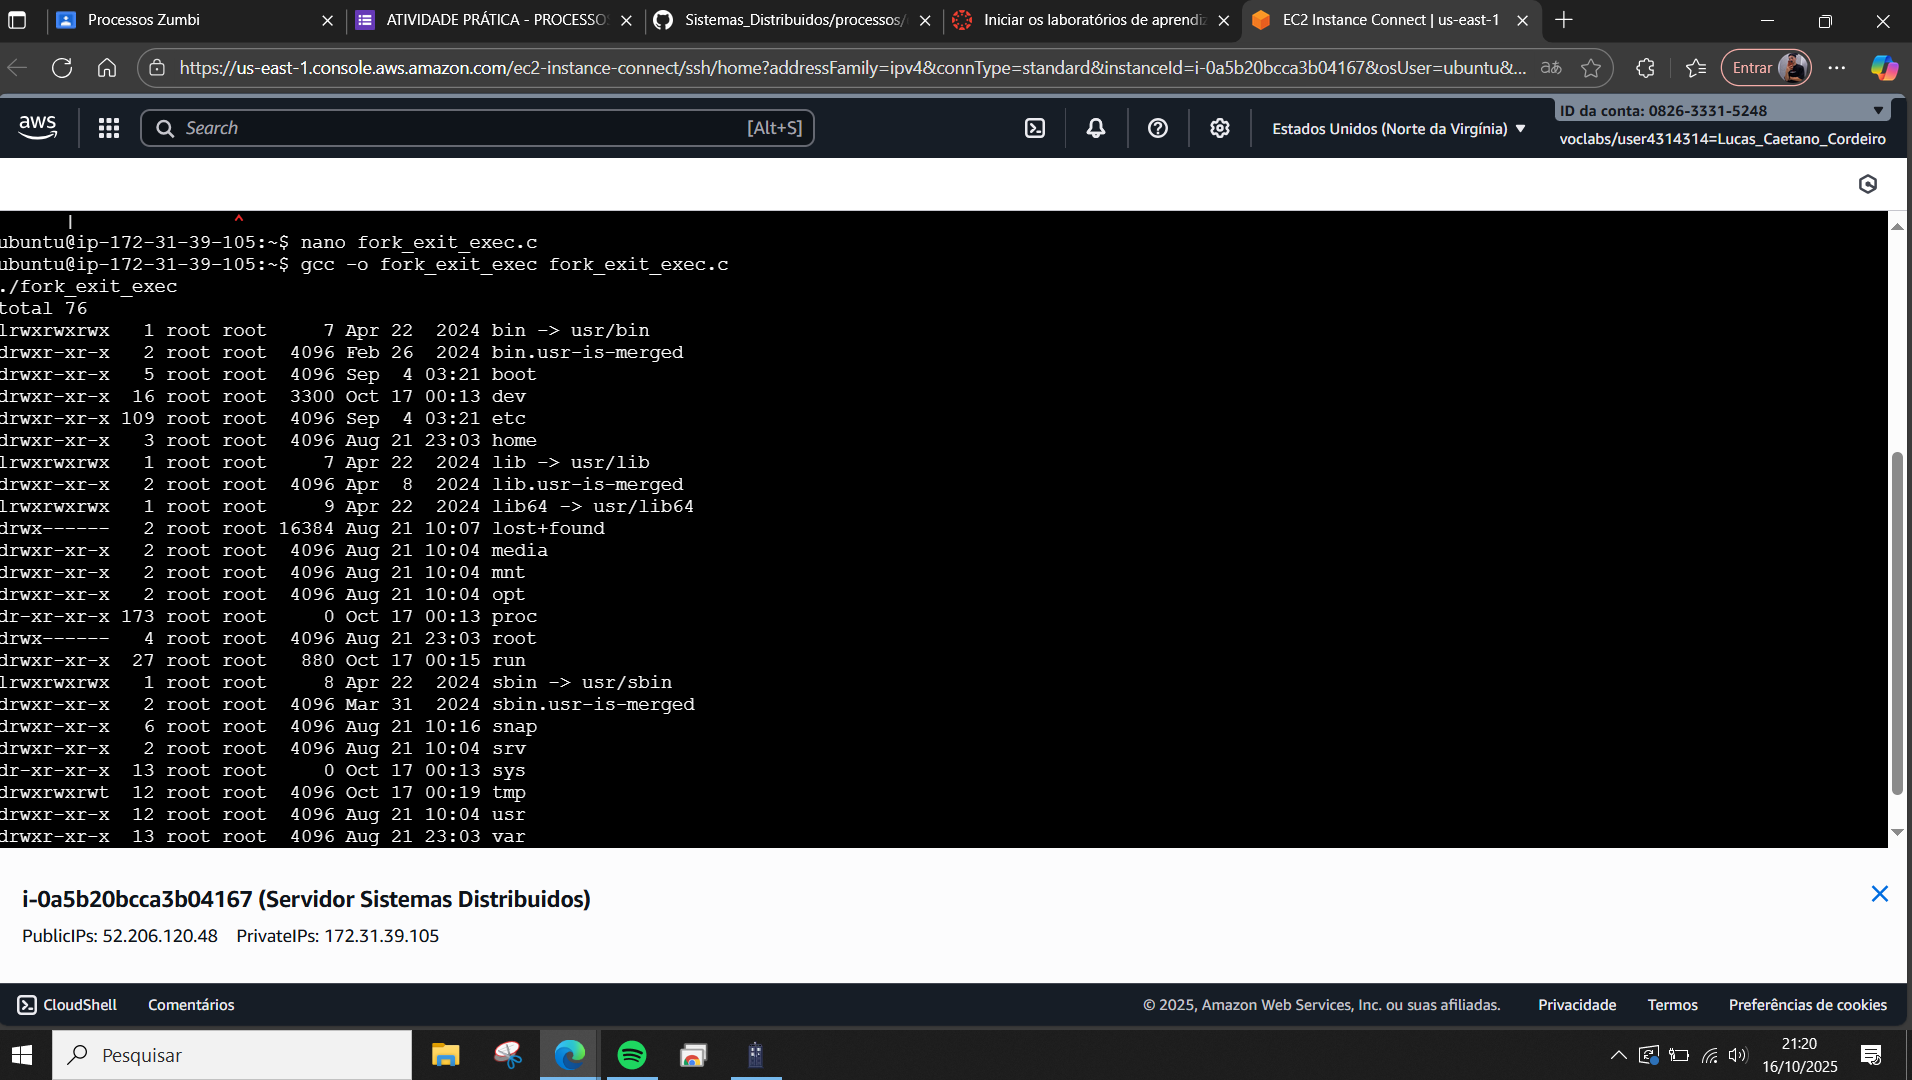 Processos Zumbi
ATIVIDADE PRÁTICA - PROCESSOS
Sistemas_Distribuidos/processos/
Iniciar os laboratórios de aprendiz
EC2 Instance Connect | us-east-1
https://us-east-1.console.aws.amazon.com/ec2-instance-connect/ssh/home?addressFamily=ipv4&connType=standard&instanceId=i-0a5b20bcca3b04167&osUser=ubuntu&...
Entrar
aws
Search
[Alt+S]
Estados Unidos (Norte da Virgínia)
ID da conta: 0826-3331-5248
voclabs/user4314314=Lucas_Caetano_Cordeiro
| ^
ubuntu@ip-172-31-39-105:~$ nano fork_exit_exec.c
ubuntu@ip-172-31-39-105:~$ gcc -o fork_exit_exec fork_exit_exec.c
./fork_exit_exec
total 76
lrwxrwxrwx   1 root root     7 Apr 22  2024 bin -> usr/bin
drwxr-xr-x   2 root root  4096 Feb 26  2024 bin.usr-is-merged
drwxr-xr-x   5 root root  4096 Sep  4 03:21 boot
drwxr-xr-x  16 root root  3300 Oct 17 00:13 dev
drwxr-xr-x 109 root root  4096 Sep  4 03:21 etc
drwxr-xr-x   3 root root  4096 Aug 21 23:03 home
lrwxrwxrwx   1 root root     7 Apr 22  2024 lib -> usr/lib
drwxr-xr-x   2 root root  4096 Apr  8  2024 lib.usr-is-merged
lrwxrwxrwx   1 root root     9 Apr 22  2024 lib64 -> usr/lib64
drwx------   2 root root 16384 Aug 21 10:07 lost+found
drwxr-xr-x   2 root root  4096 Aug 21 10:04 media
drwxr-xr-x   2 root root  4096 Aug 21 10:04 mnt
drwxr-xr-x   2 root root  4096 Aug 21 10:04 opt
dr-xr-xr-x 173 root root     0 Oct 17 00:13 proc
drwx------   4 root root  4096 Aug 21 23:03 root
drwxr-xr-x  27 root root   880 Oct 17 00:15 run
lrwxrwxrwx   1 root root     8 Apr 22  2024 sbin -> usr/sbin
drwxr-xr-x   2 root root  4096 Mar 31  2024 sbin.usr-is-merged
drwxr-xr-x   6 root root  4096 Aug 21 10:16 snap
drwxr-xr-x   2 root root  4096 Aug 21 10:04 srv
dr-xr-xr-x  13 root root     0 Oct 17 00:13 sys
drwxrwxrwt  12 root root  4096 Oct 17 00:19 tmp
drwxr-xr-x  12 root root  4096 Aug 21 10:04 usr
drwxr-xr-x  13 root root  4096 Aug 21 23:03 var
i-0a5b20bcca3b04167 (Servidor Sistemas Distribuidos)
PublicIPs: 52.206.120.48 PrivateIPs: 172.31.39.105
CloudShell
Comentários
© 2025, Amazon Web Services, Inc. ou suas afiliadas.
Privacidade
Termos
Preferências de cookies
Pesquisar
21:20
16/10/2025